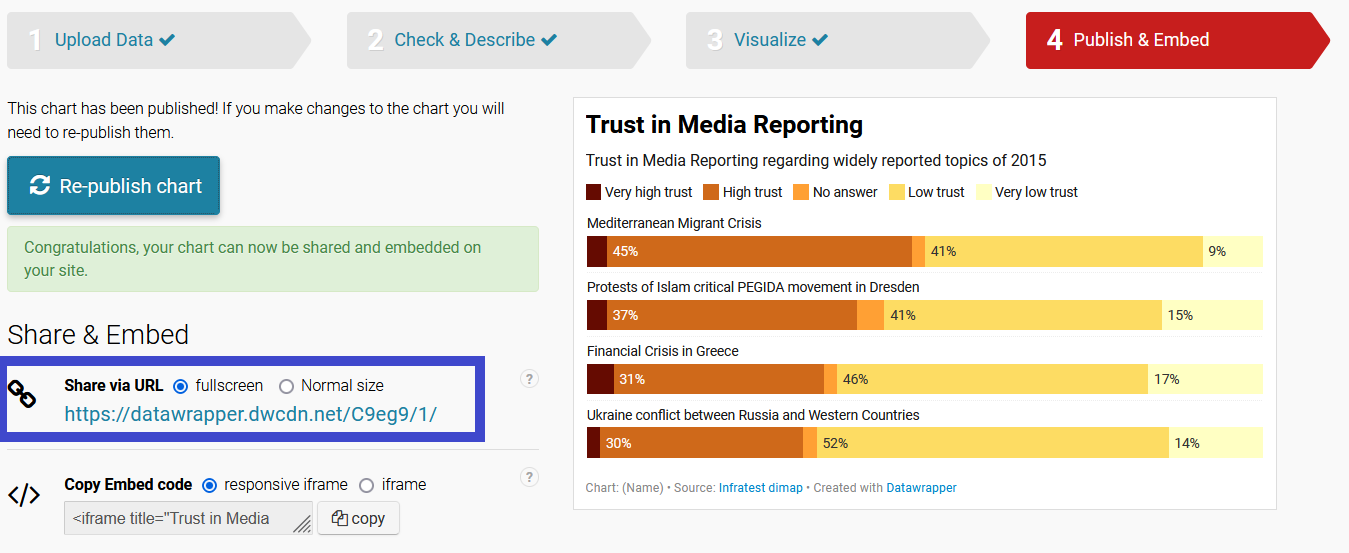 1 Upload Data
2 Check & Describe
3 Visualize
4 Publish & Embed
This chart has been published! If you make changes to the chart you will
need to re-publish them.
Re-publish chart
Congratulations, your chart can now be shared and embedded on
your site.
Share & Embed
Share via URL fullscreen Normal size
?
https://datawrapper.dwcdn.net/C9eg9/1/
Copy Embed code responsive iframe iframe
?
</>
<iframe title="Trust in Media
copy
Trust in Media Reporting
Trust in Media Reporting regarding widely reported topics of 2015
Very high trust High trust No answer Low trust Very low trust
Mediterranean Migrant Crisis
45% 41% 9%
Protests of Islam critical PEGIDA movement in Dresden
37% 41% 15%
Financial Crisis in Greece
31% 46% 17%
Ukraine conflict between Russia and Western Countries
30% 52% 14%
Chart: (Name) • Source: Infratest dimap • Created with Datawrapper